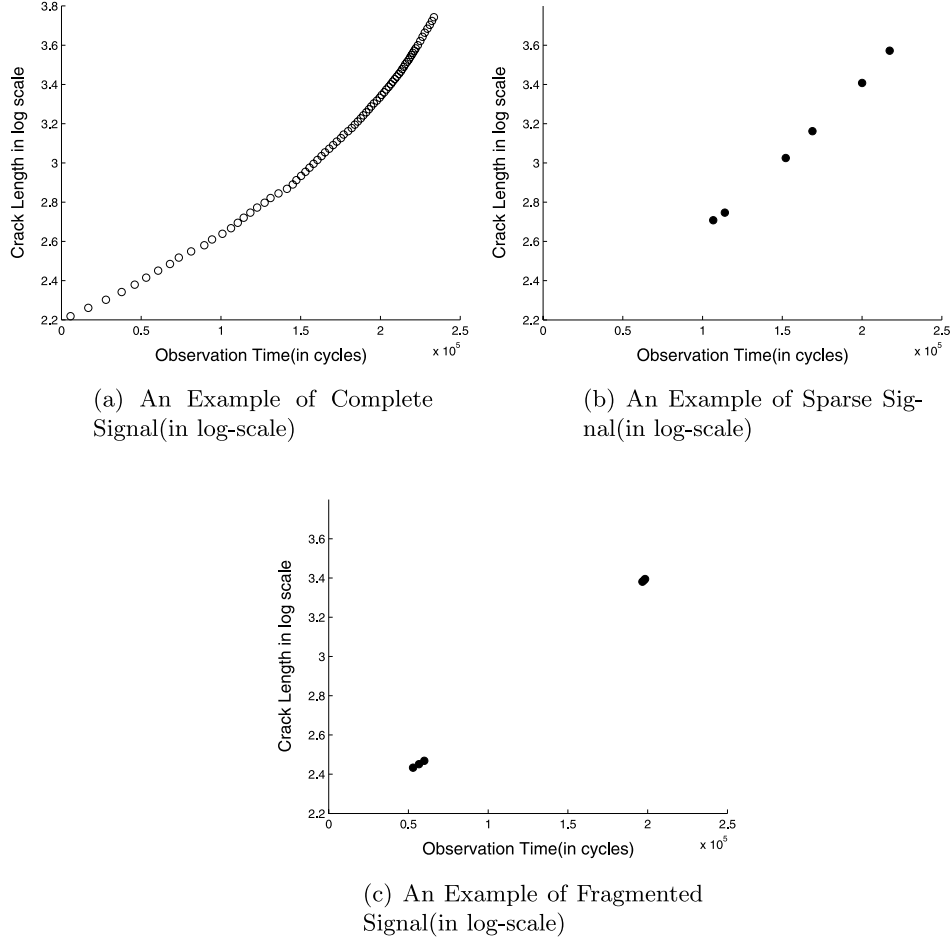 3.8
3.6
3.4
3.2
3
2.8
2.6
2.4
2.2
Crack Length in log scale
0 0.5 1 1.5 2 2.5
x 10^5
Observation Time(in cycles)
(a) An Example of Complete
Signal(in log-scale)
3.6
3.4
3.2
3
2.8
2.6
2.4
2.2
Crack Length in log scale
0 0.5 1 1.5 2 2.5
x 10^5
Observation Time(in cycles)
(b) An Example of Sparse Sig-
nal(in log-scale)
3.6
3.4
3.2
3
2.8
2.6
2.4
2.2
Crack Length in log scale
0 0.5 1 1.5 2 2.5
x 10^5
Observation Time(in cycles)
(c) An Example of Fragmented
Signal(in log-scale)